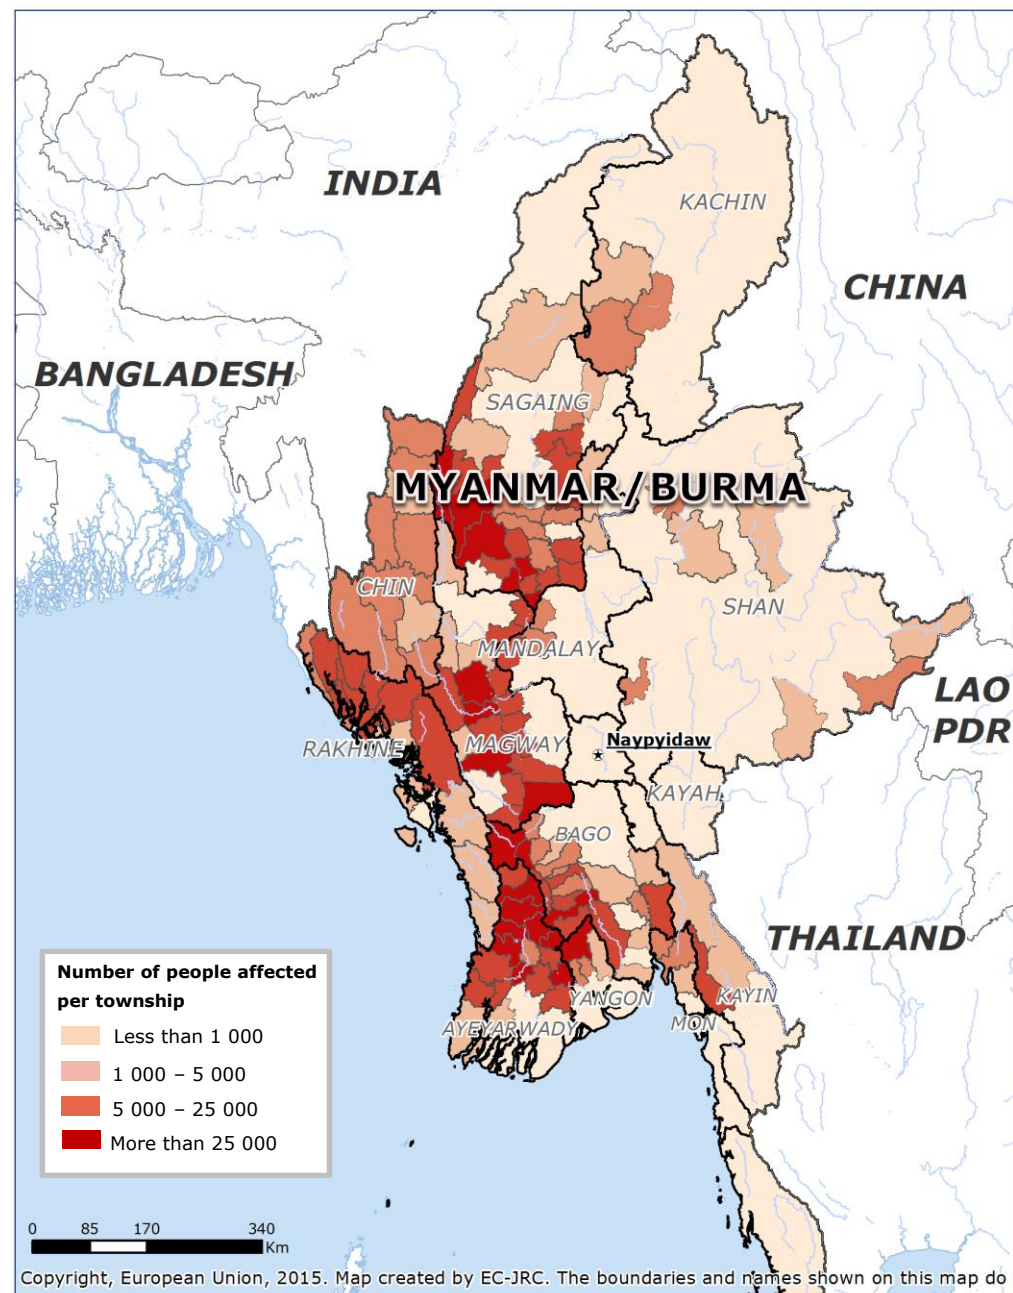 INDIA
KACHIN
CHINA
BANGLADESH
SAGAING
MYANMAR/BURMA
CHIN
SHAN
MANDALAY
LAO
PDR
RAKHINE
MAGWAY
Naypyidaw
KAYAH
BAGO
THAILAND
KAYIN
YANGON
MON
AYEYARWADY
Number of people affected
per township
Less than 1 000
1 000 – 5 000
5 000 – 25 000
More than 25 000
0 85 170 340
Km
Copyright, European Union, 2015. Map created by EC-JRC. The boundaries and names shown on this map do